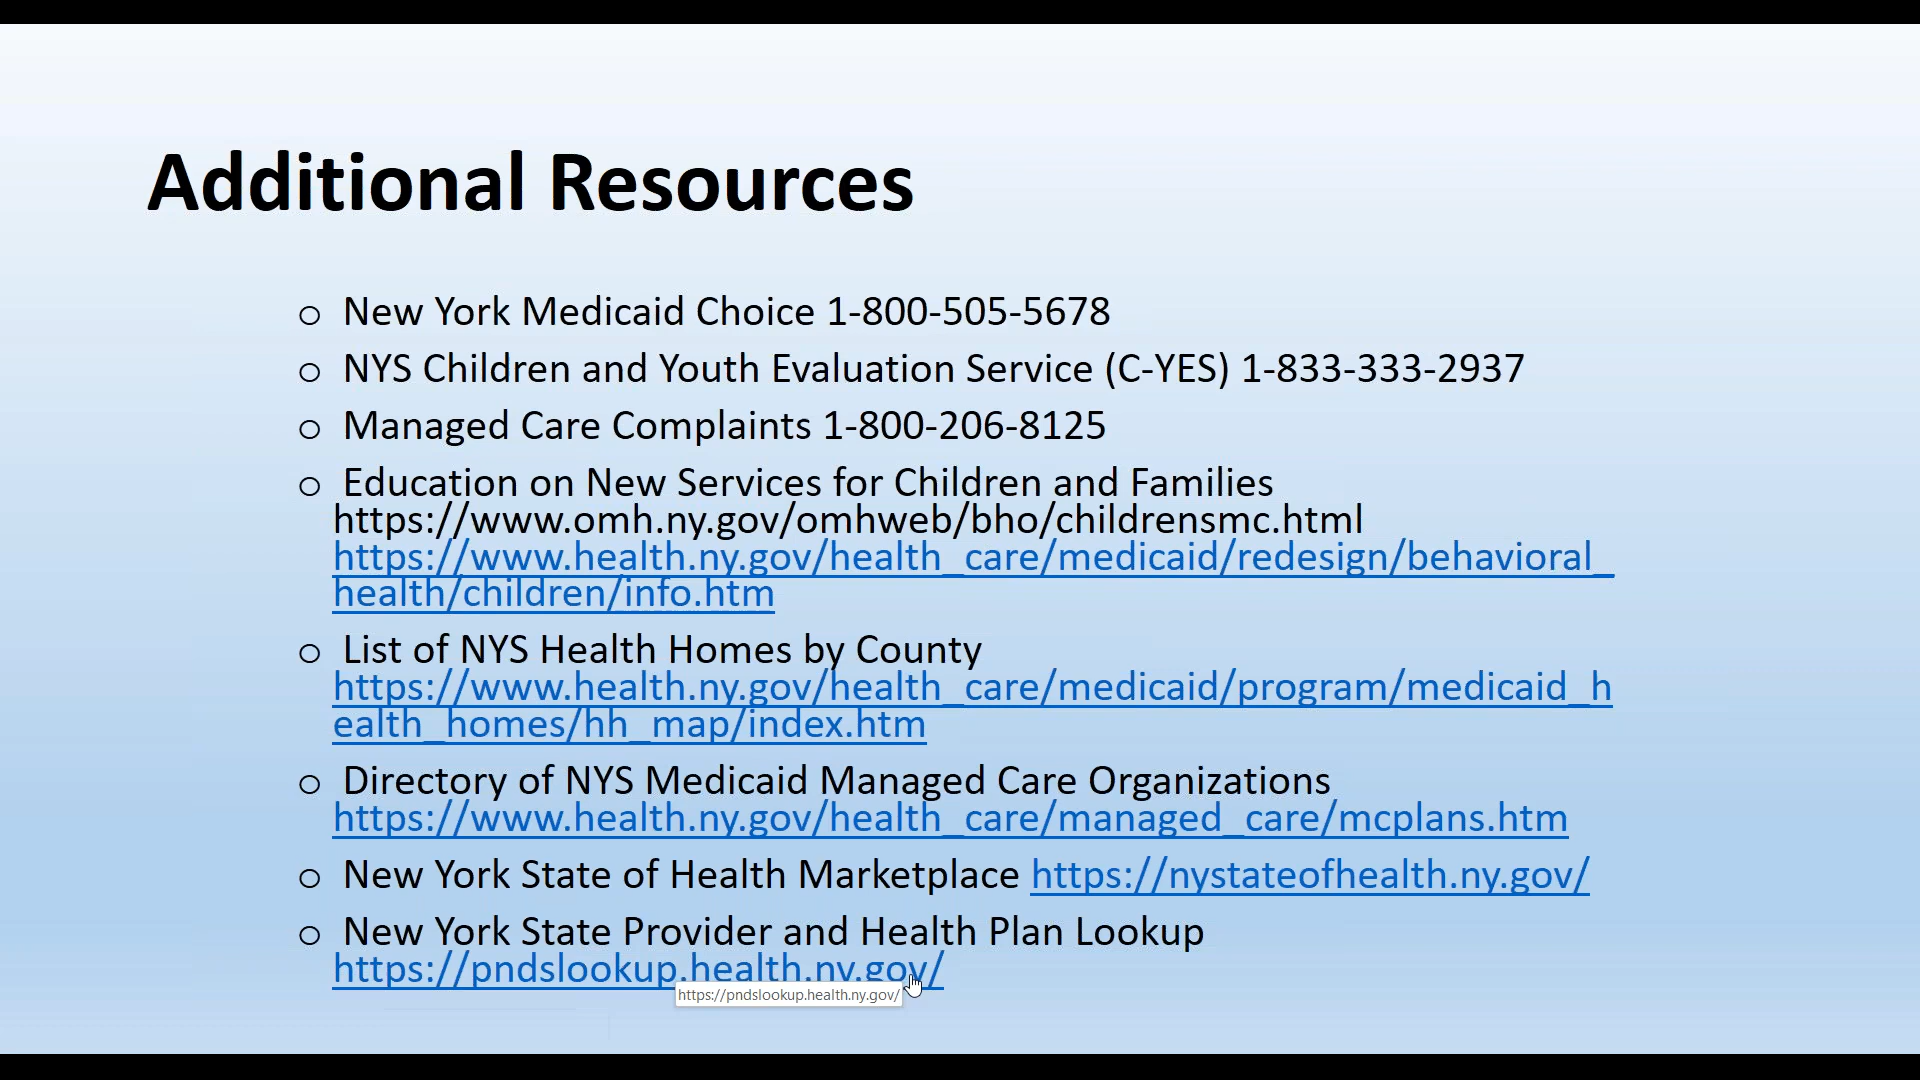 Additional Resources
o New York Medicaid Choice 1-800-505-5678
o NYS Children and Youth Evaluation Service (C-YES) 1-833-333-2937
o Managed Care Complaints 1-800-206-8125
o Education on New Services for Children and Families
https://www.omh.ny.gov/omhweb/bho/childrensmc.html
https://www.health.ny.gov/health_care/medicaid/redesign/behavioral_
health/children/info.htm
o List of NYS Health Homes by County
https://www.health.ny.gov/health_care/medicaid/program/medicaid_h
ealth_homes/hh_map/index.htm
o Directory of NYS Medicaid Managed Care Organizations
https://www.health.ny.gov/health_care/managed_care/mcplans.htm
o New York State of Health Marketplace https://nystateofhealth.ny.gov/
o New York State Provider and Health Plan Lookup
https://pndslookup.health.ny.gov/
https://pndslookup.health.ny.gov/